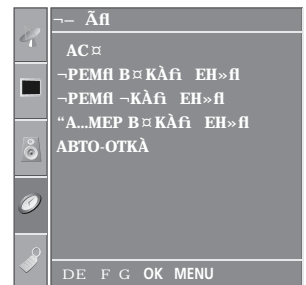 ¬– Ãﬂ
AC¤
¬PEMﬂ B¤KÀﬁ EH»ﬂ
¬PEMﬂ ¬KÀﬁ EH»ﬂ
“A...MEP B¤KÀﬁ EH»ﬂ
ABTO-OTKÀ
DE F G OK MENU